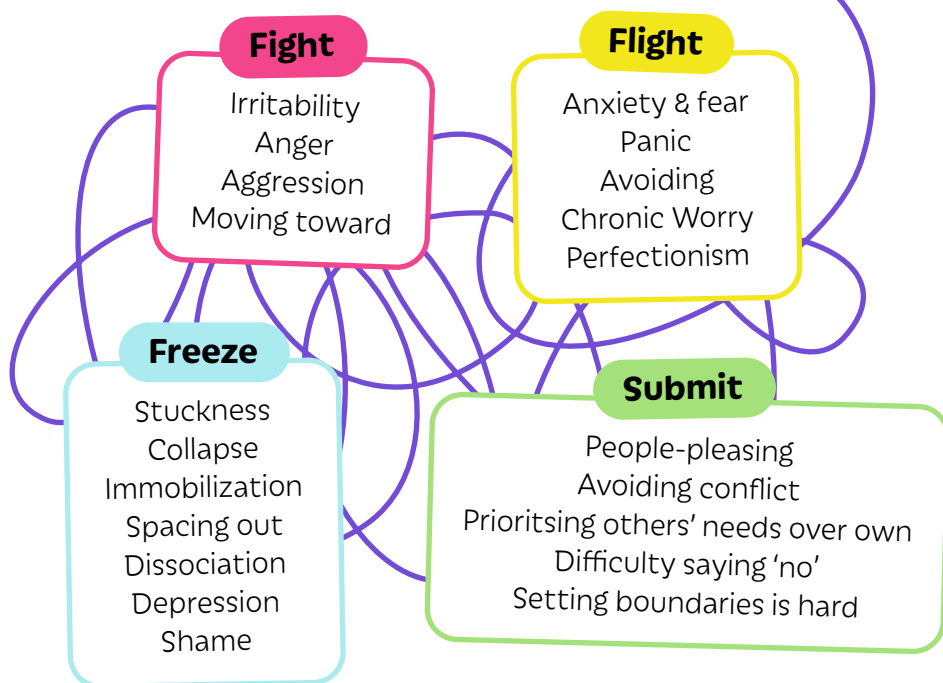 Fight
Irritability
Anger
Aggression
Moving toward
Flight
Anxiety & fear
Panic
Avoiding
Chronic Worry
Perfectionism
Freeze
Stuckness
Collapse
Immobilization
Spacing out
Dissociation
Depression
Shame
Submit
People-pleasing
Avoiding conflict
Prioritsing others’ needs over own
Difficulty saying ‘no’
Setting boundaries is hard